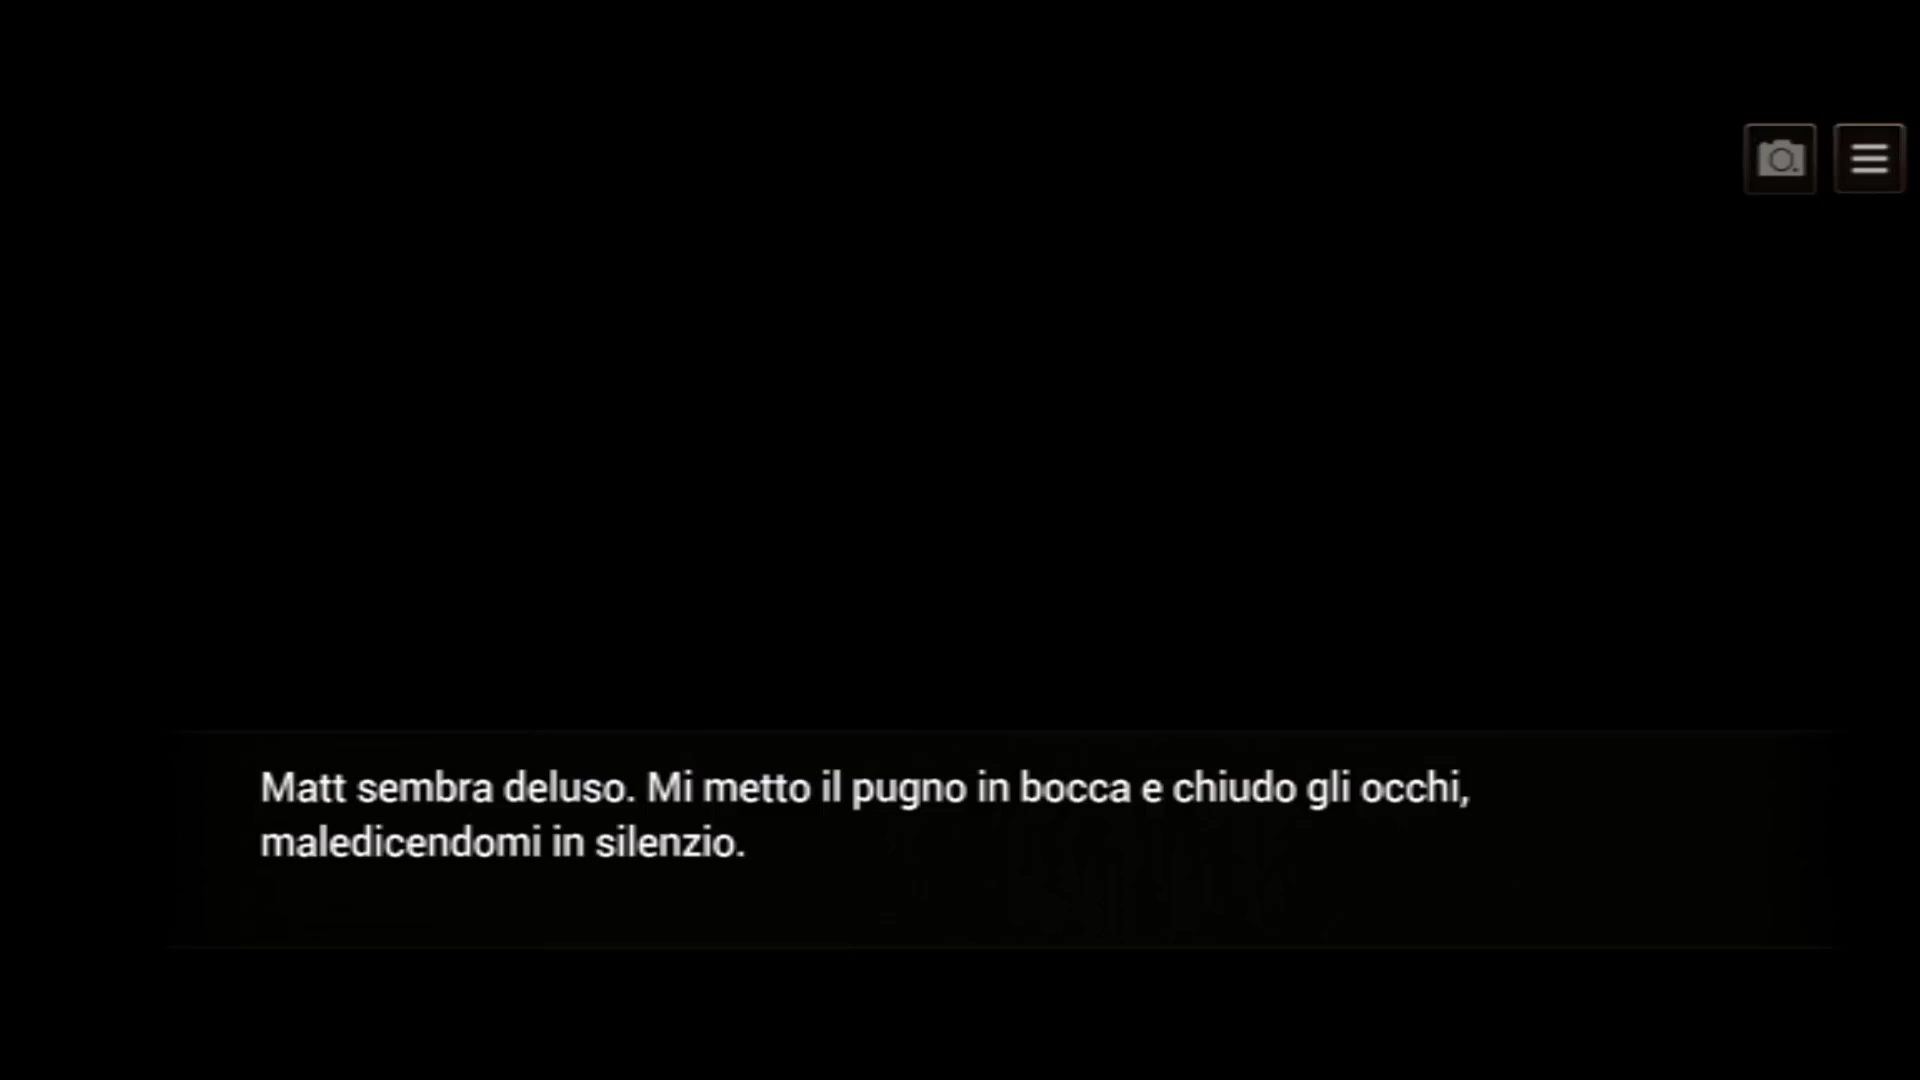 Matt sembra deluso. Mi metto il pugno in bocca e chiudo gli occhi,
maledicendomi in silenzio.